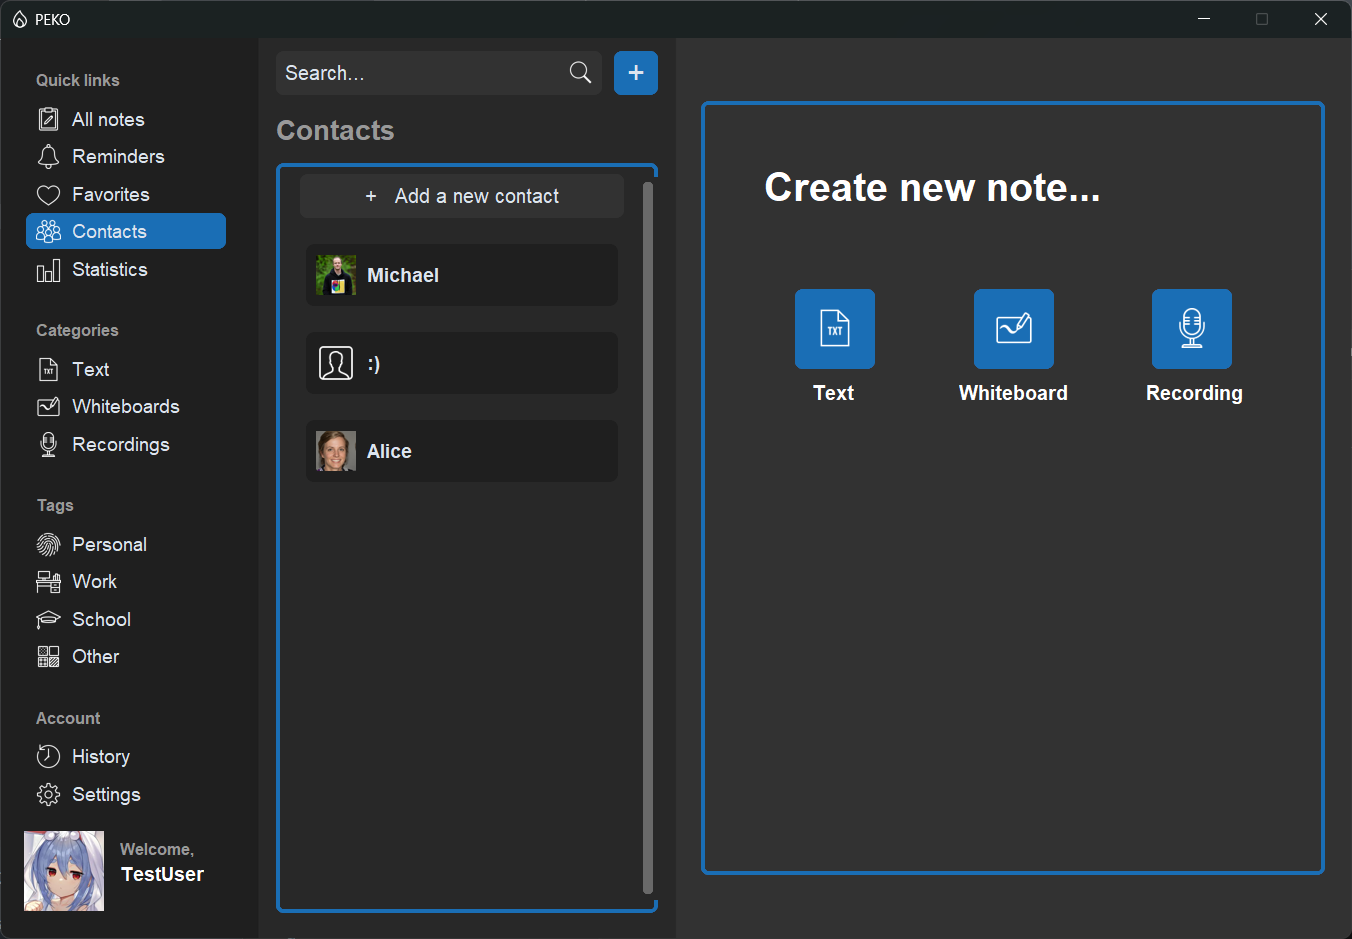 PEKO
Quick links
All notes
Reminders
Favorites
Contacts
Statistics
Categories
TXT Text
Whiteboards
Recordings
Tags
Personal
Work
School
Other
Account
History
Settings
Welcome,
TestUser
Search...
+
Contacts
+ Add a new contact
Michael
:)
Alice
Create new note...
TXT
Text
Whiteboard
Recording